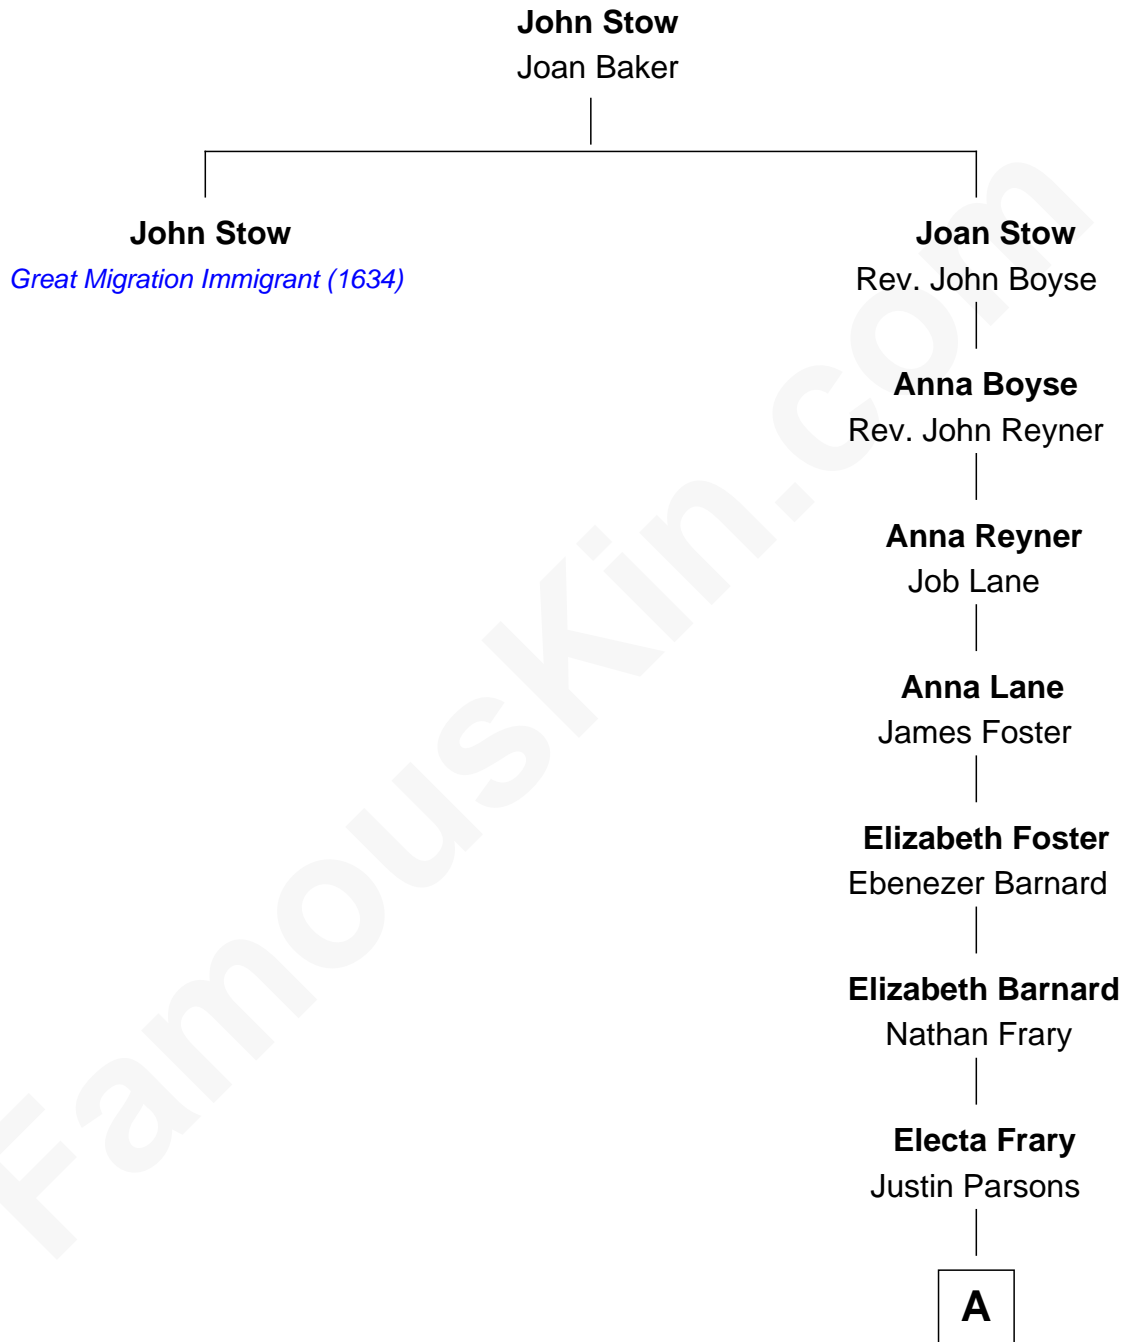 John Stow
Joan Baker
John Stow
Great Migration Immigrant (1634)
Joan Stow
Rev. John Boyse
Anna Boyse
Rev. John Reyner
Anna Reyner
Job Lane
Anna Lane
James Foster
Elizabeth Foster
Ebenezer Barnard
Elizabeth Barnard
Nathan Frary
Electa Frary
Justin Parsons
A
FamousKin.com